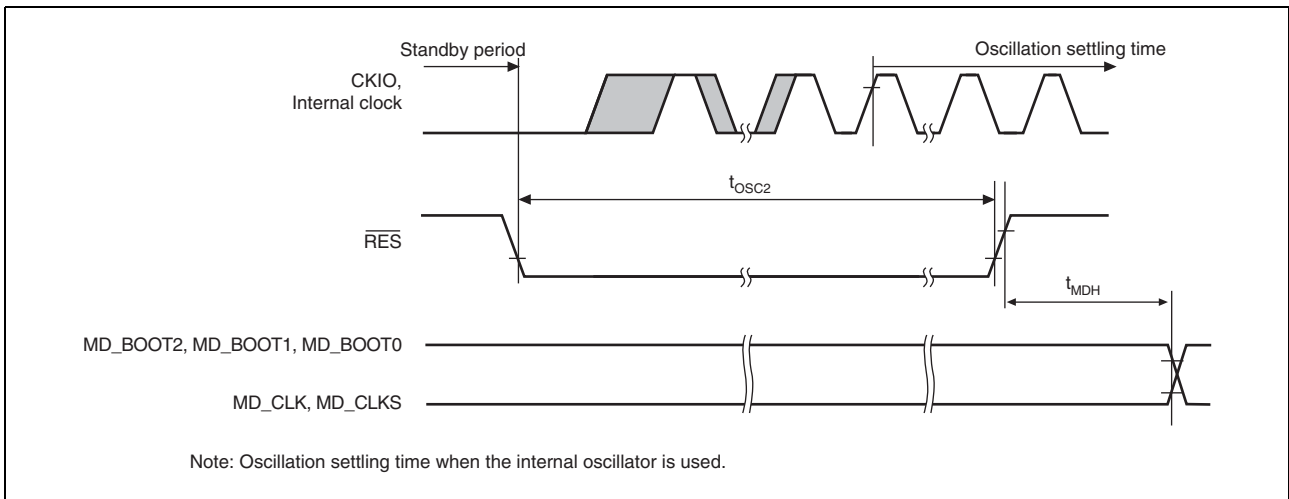 Standby period
Oscillation settling time
CKIO,
Internal clock
tOSC2
RES
tMDH
MD_BOOT2, MD_BOOT1, MD_BOOT0
MD_CLK, MD_CLKS
Note: Oscillation settling time when the internal oscillator is used.